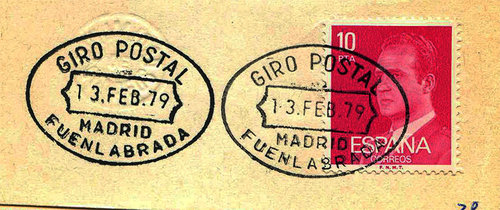 GIRO POSTAL
13.FEB.79
MADRID
FUENLABRADA
GIRO POSTAL
13.FEB.79
MADRID
FUENLABRADA
10
PTA
ESPAÑA
CORREOS
F.N.M.T.